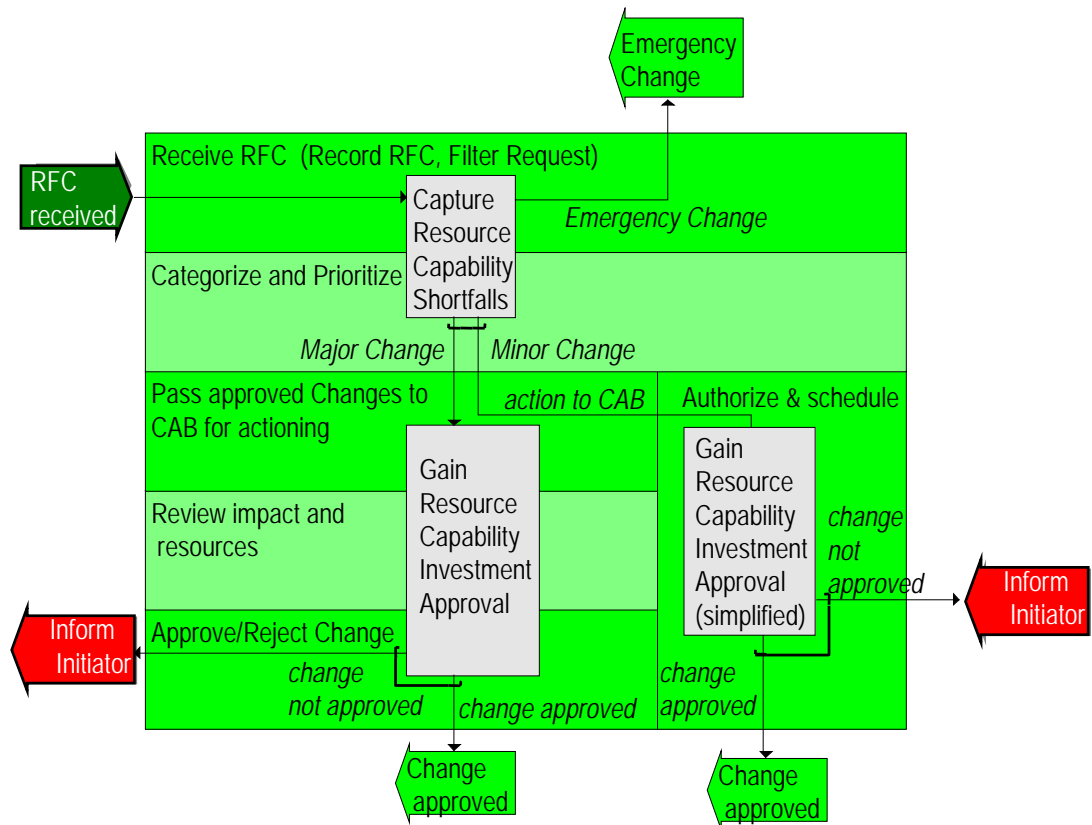 Emergency
Change
Receive RFC  (Record RFC, Filter Request)
RFC
received
Capture
Resource
Capability
Shortfalls
Emergency Change
Categorize and Prioritize
Major Change
Minor Change
Pass approved Changes to
CAB for actioning
action to CAB
Authorize & schedule
Gain
Resource
Capability
Investment
Approval
Gain
Resource
Capability
Investment
Approval
(simplified)
change
not
approved
Review impact and
resources
Inform
Initiator
Inform
Initiator
Approve/Reject Change
change
not approved
change approved
change
approved
Change
approved
Change
approved